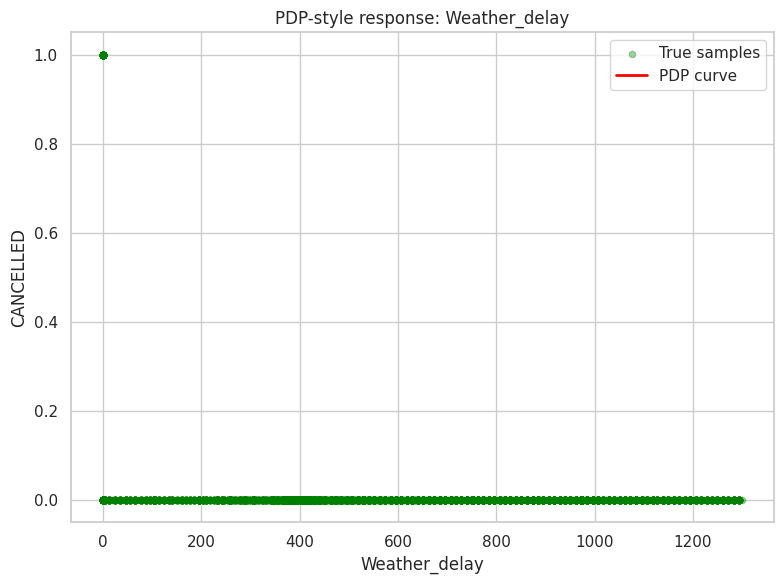 PDP-style response: Weather_delay
True samples
PDP curve
1.0
0.8
0.6
0.4
0.2
0.0
CANCELLED
0 200 400 600 800 1000 1200
Weather_delay